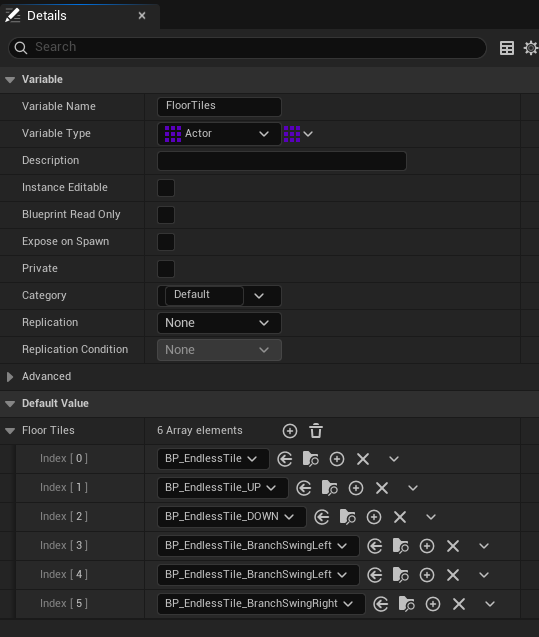 Details
Search
Variable
Variable Name FloorTiles
Variable Type Actor
Description
Instance Editable
Blueprint Read Only
Expose on Spawn
Private
Category Default
Replication None
Replication Condition None
Advanced
Default Value
Floor Tiles 6 Array elements
Index [ 0 ] BP_EndlessTile
Index [ 1 ] BP_EndlessTile_UP
Index [ 2 ] BP_EndlessTile_DOWN
Index [ 3 ] BP_EndlessTile_BranchSwingLeft
Index [ 4 ] BP_EndlessTile_BranchSwingLeft
Index [ 5 ] BP_EndlessTile_BranchSwingRight